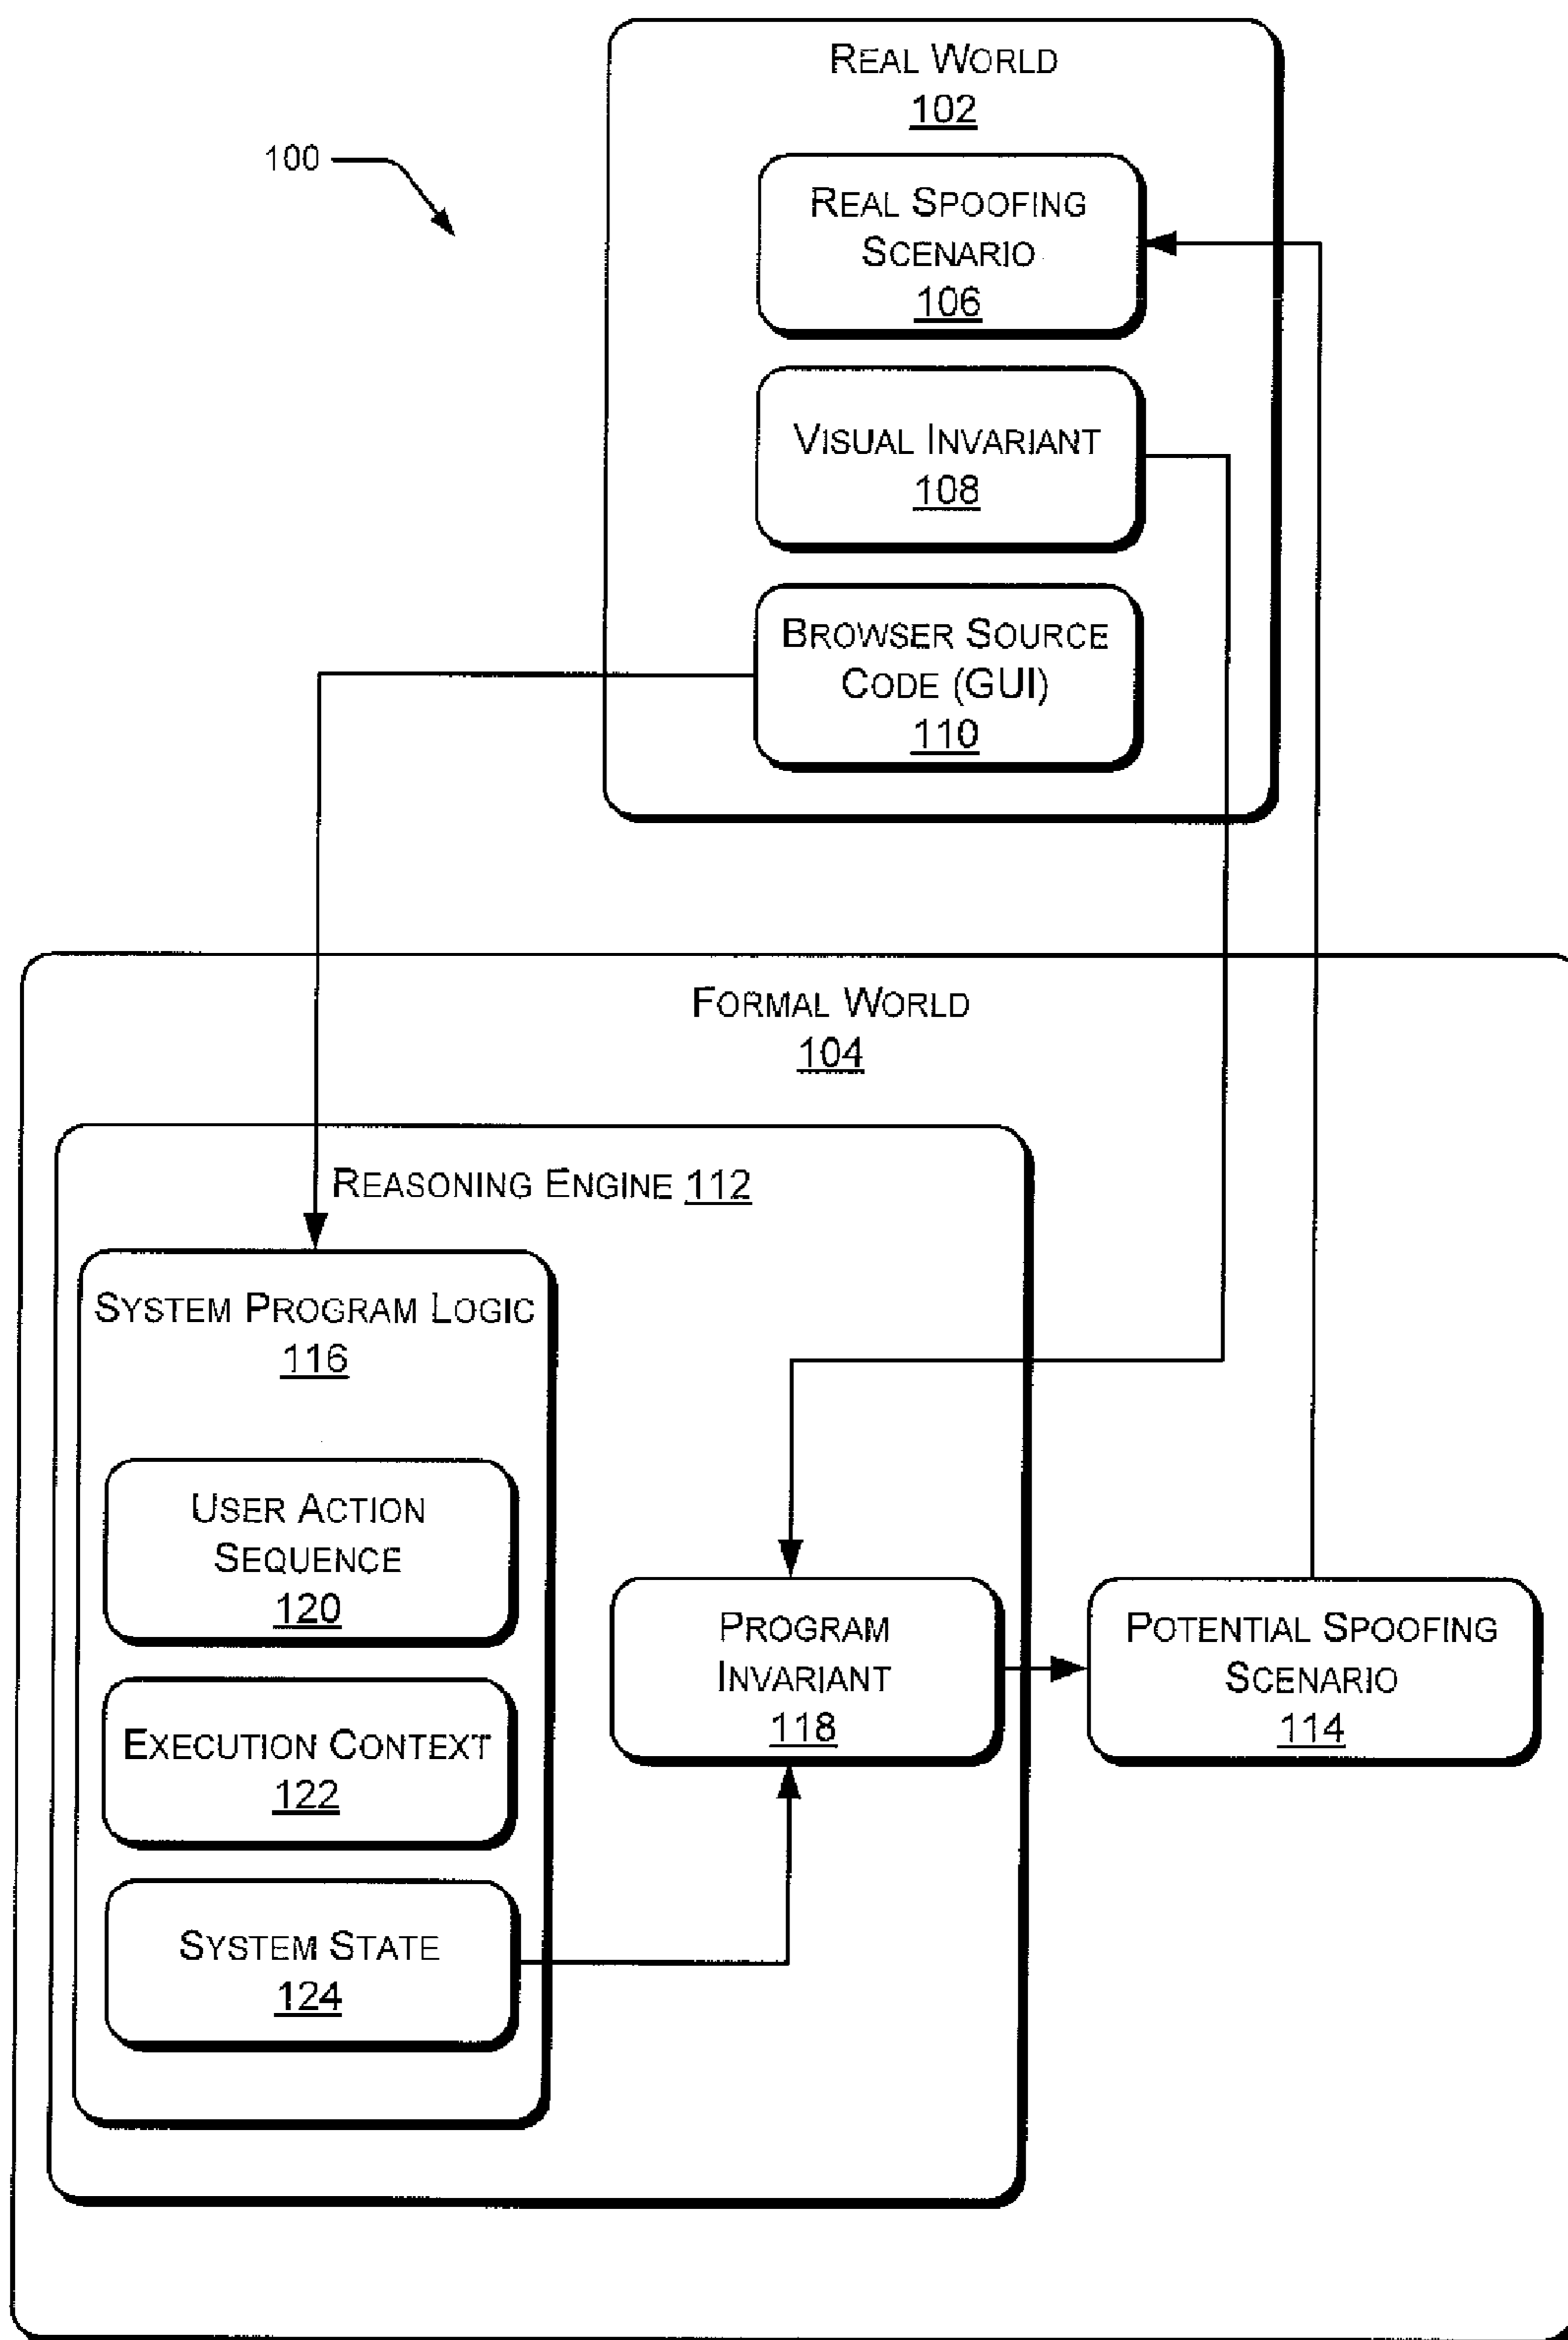 REAL WORLD
102
100
REAL SPOOFING
SCENARIO
106
VISUAL INVARIANT
108
BROWSER SOURCE
CODE (GUI)
110
FORMAL WORLD
104
REASONING ENGINE 112
SYSTEM PROGRAM LOGIC
116
USER ACTION
SEQUENCE
120
EXECUTION CONTEXT
122
SYSTEM STATE
124
PROGRAM
INVARIANT
118
POTENTIAL SPOOFING
SCENARIO
114